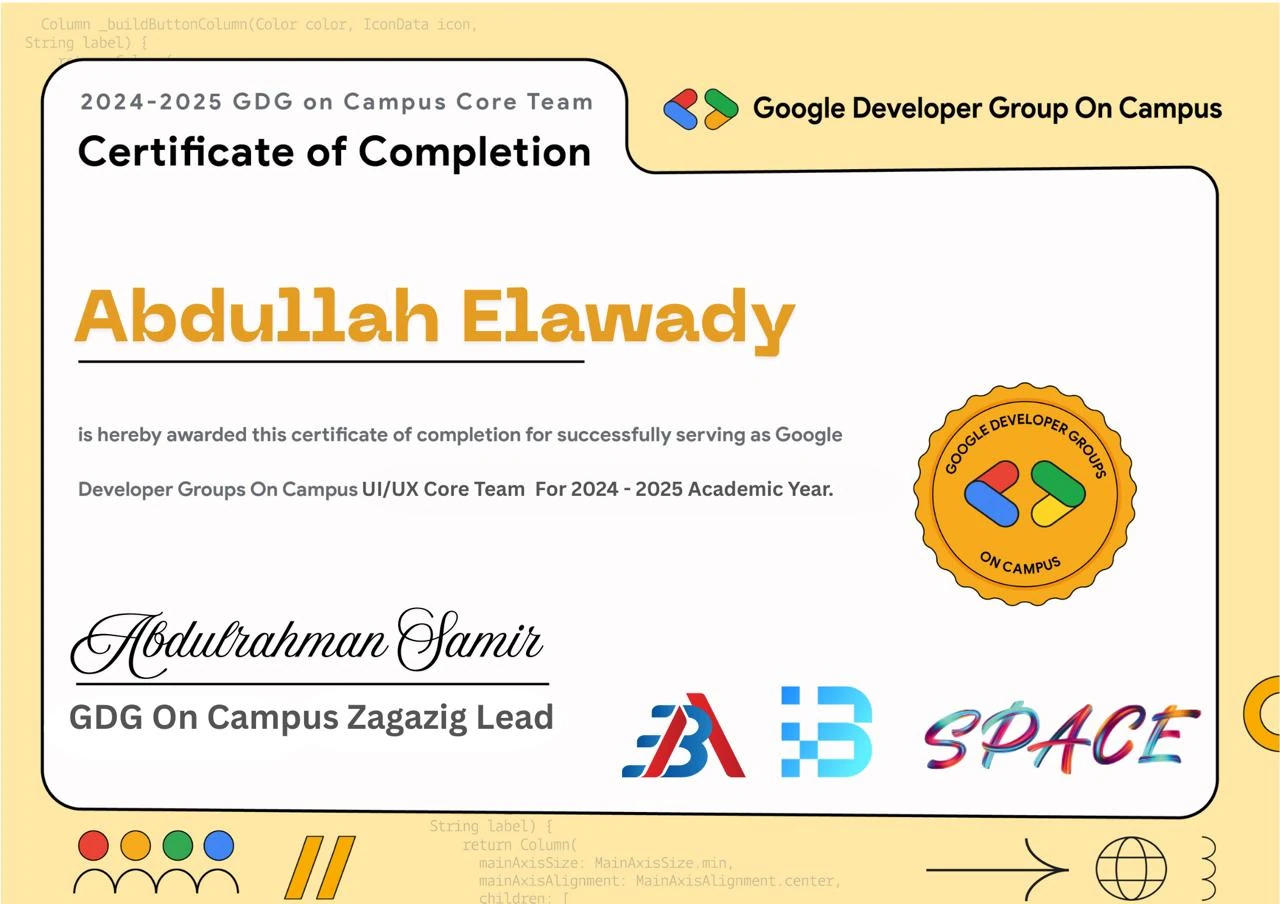 Column _buildButtonColumn(Color color, IconData icon,
String label) {
2024-2025 GDG on Campus Core Team
Certificate of Completion
Google Developer Group On Campus
Abdullah Elawady
is hereby awarded this certificate of completion for successfully serving as Google
Developer Groups On Campus UI/UX Core Team For 2024 - 2025 Academic Year.
GOOGLE DEVELOPER GROUPS
ON CAMPUS
Abdulrahman Samir
GDG On Campus Zagazig Lead
SPACE
String label) {
return Column(
mainAxisSize: MainAxisSize.min,
mainAxisAlignment: MainAxisAlignment.center,
children: [